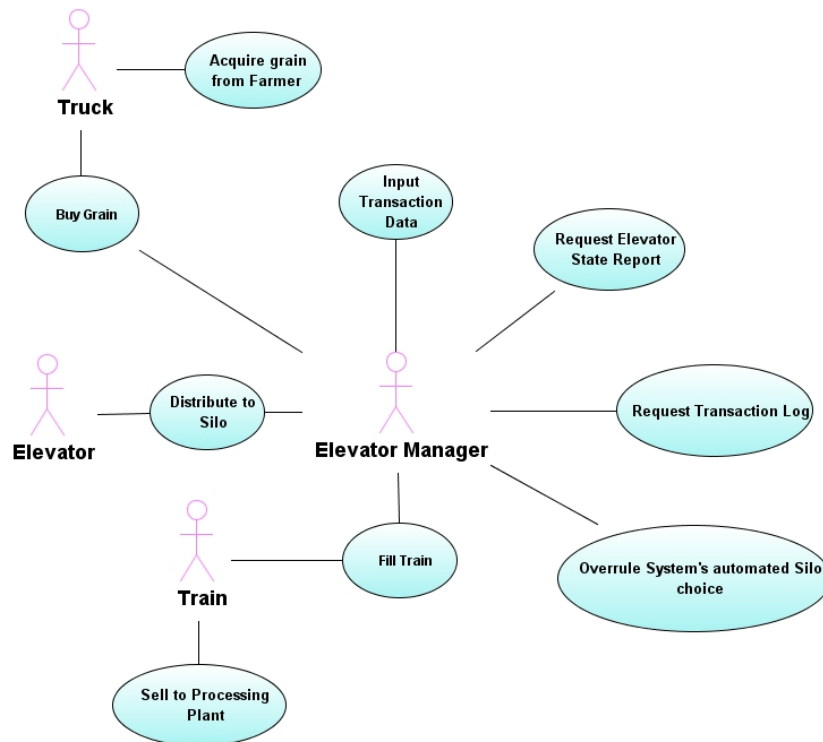 Acquire grain
from Farmer
Truck
Buy Grain
Input
Transaction
Data
Request Elevator
State Report
Elevator
Distribute to
Silo
Elevator Manager
Request Transaction Log
Train
Fill Train
Overrule System's automated Silo
choice
Sell to Processing
Plant